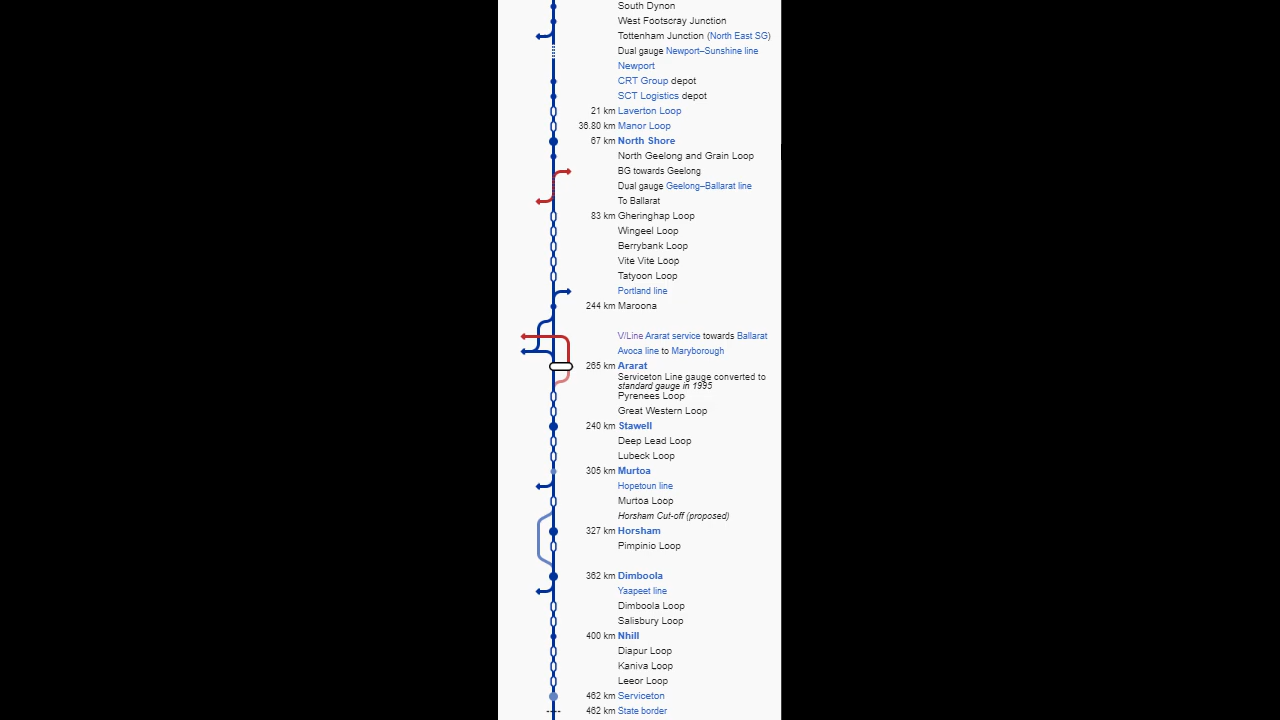 South Dynon
West Footscray Junction
Tottenham Junction (North East SG)
Dual gauge Newport–Sunshine line
Newport
CRT Group depot
SCT Logistics depot
21 km Laverton Loop
36.80 km Manor Loop
67 km North Shore
North Geelong and Grain Loop
BG towards Geelong
Dual gauge Geelong–Ballarat line
To Ballarat
83 km Gheringhap Loop
Wingeel Loop
Berrybank Loop
Vite Vite Loop
Tatyoon Loop
Portland line
244 km Maroona
V/Line Ararat service towards Ballarat
Avoca line to Maryborough
265 km Ararat
Serviceton Line gauge converted to
standard gauge in 1995
Pyrenees Loop
Great Western Loop
240 km Stawell
Deep Lead Loop
Lubeck Loop
305 km Murtoa
Hopetoun line
Murtoa Loop
Horsham Cut-off (proposed)
327 km Horsham
Pimpinio Loop
362 km Dimboola
Yaapeet line
Dimboola Loop
Salisbury Loop
400 km Nhill
Diapur Loop
Kaniva Loop
Leeor Loop
462 km Serviceton
462 km State border